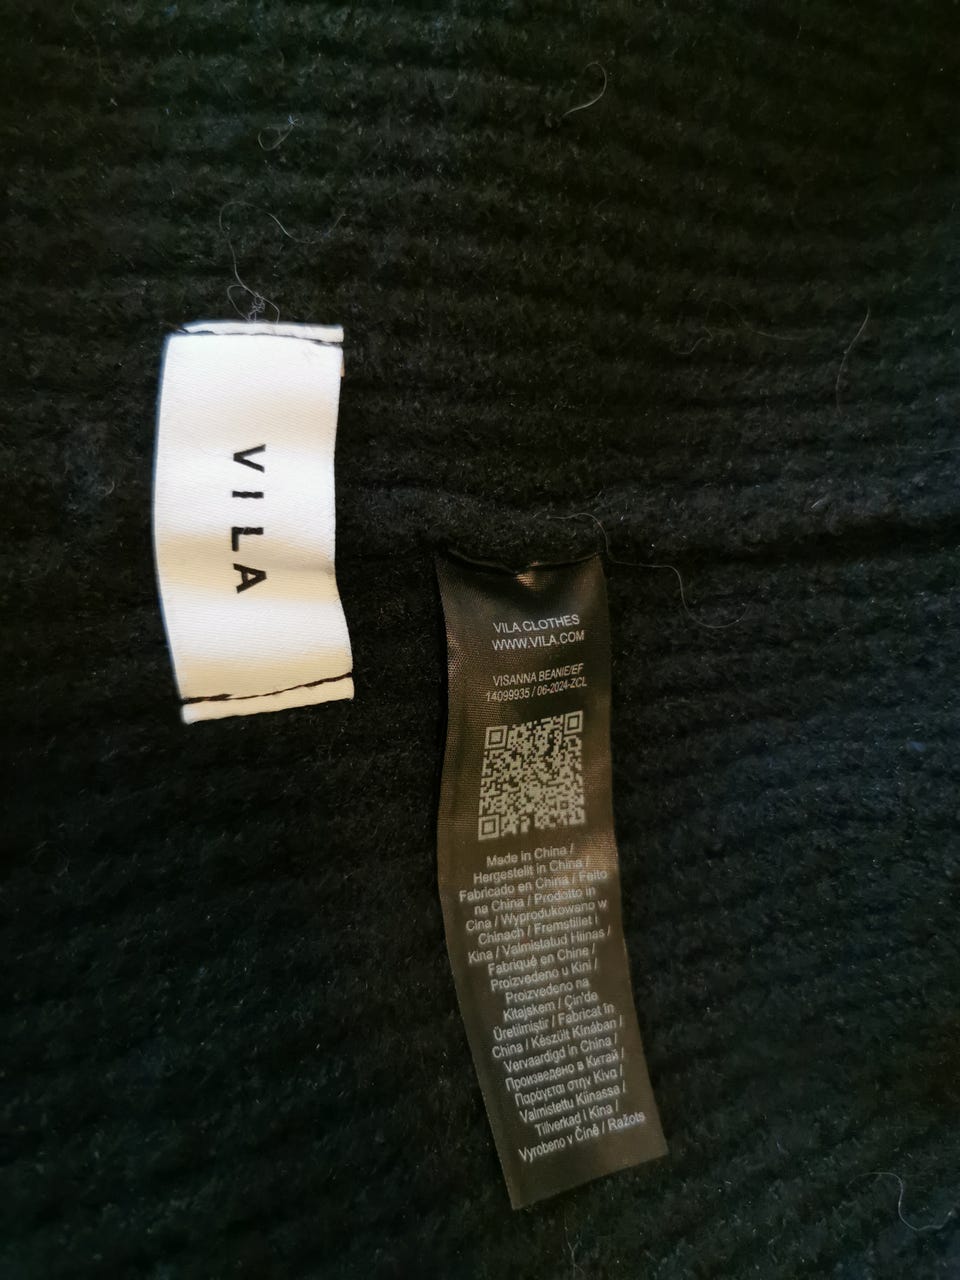 VILA
VILA CLOTHES
WWW.VILA.COM
VISANNA BEANIE/EF
14099935 / 06-2024-ZCL
Made in China /
Hergestellt in China /
Fabricado en China / Feito
na China / Prodotto in
Cina / Wyprodukowano w
Chinach / Fremstillet i
Kina / Valmistatud Hiinas /
Fabriqué en Chine /
Proizvedeno u Kini /
Proizvedeno na
Kitajskem / Çin'de
Üretilmiştir / Fabricat în
China / Készült Kínában /
Vervaardigd in China /
Произведено в Китай /
Παράγεται στην Κίνα /
Valmistettu Kiinassa /
Tillverkad i Kina /
Vyrobeno v Číně / Ražots